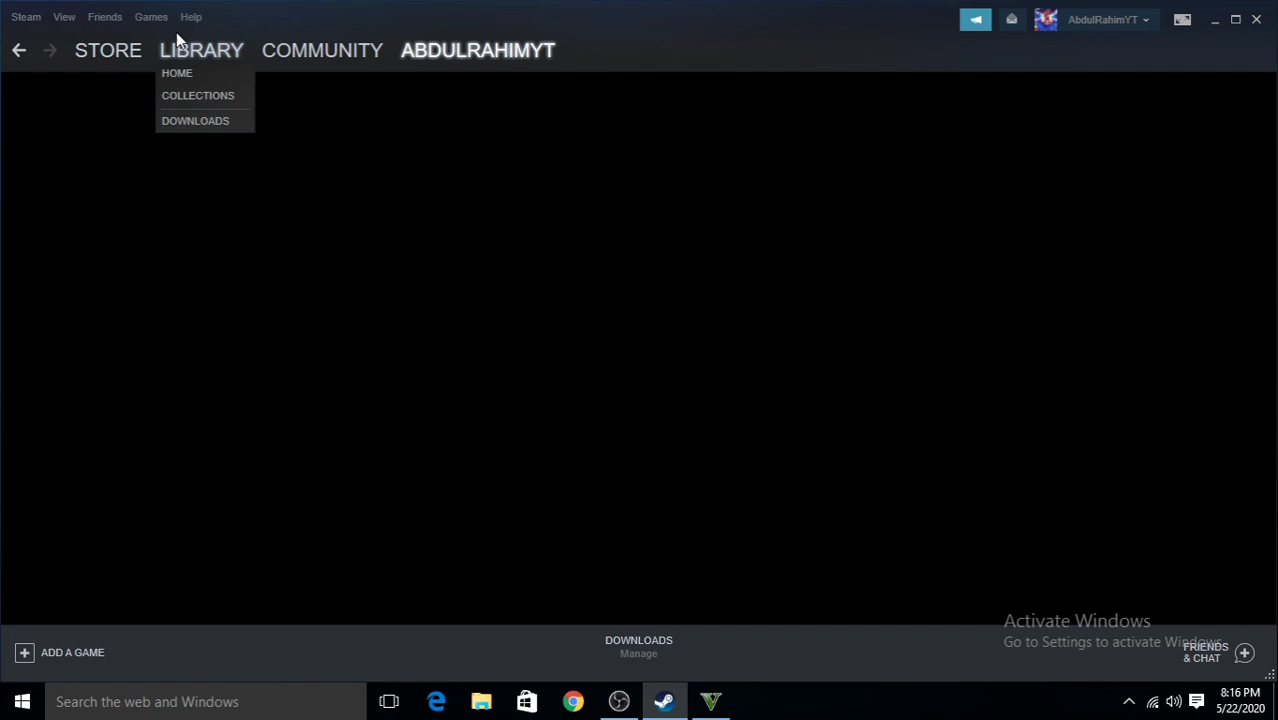 Steam View Friends Games Help
AbdulRahimYT
STORE LIBRARY COMMUNITY ABDULRAHIMYT
HOME
COLLECTIONS
DOWNLOADS
Activate Windows
Go to Settings to activate Windows.
ADD A GAME
DOWNLOADS
Manage
FRIENDS
& CHAT
Search the web and Windows
8:16 PM
5/22/2020